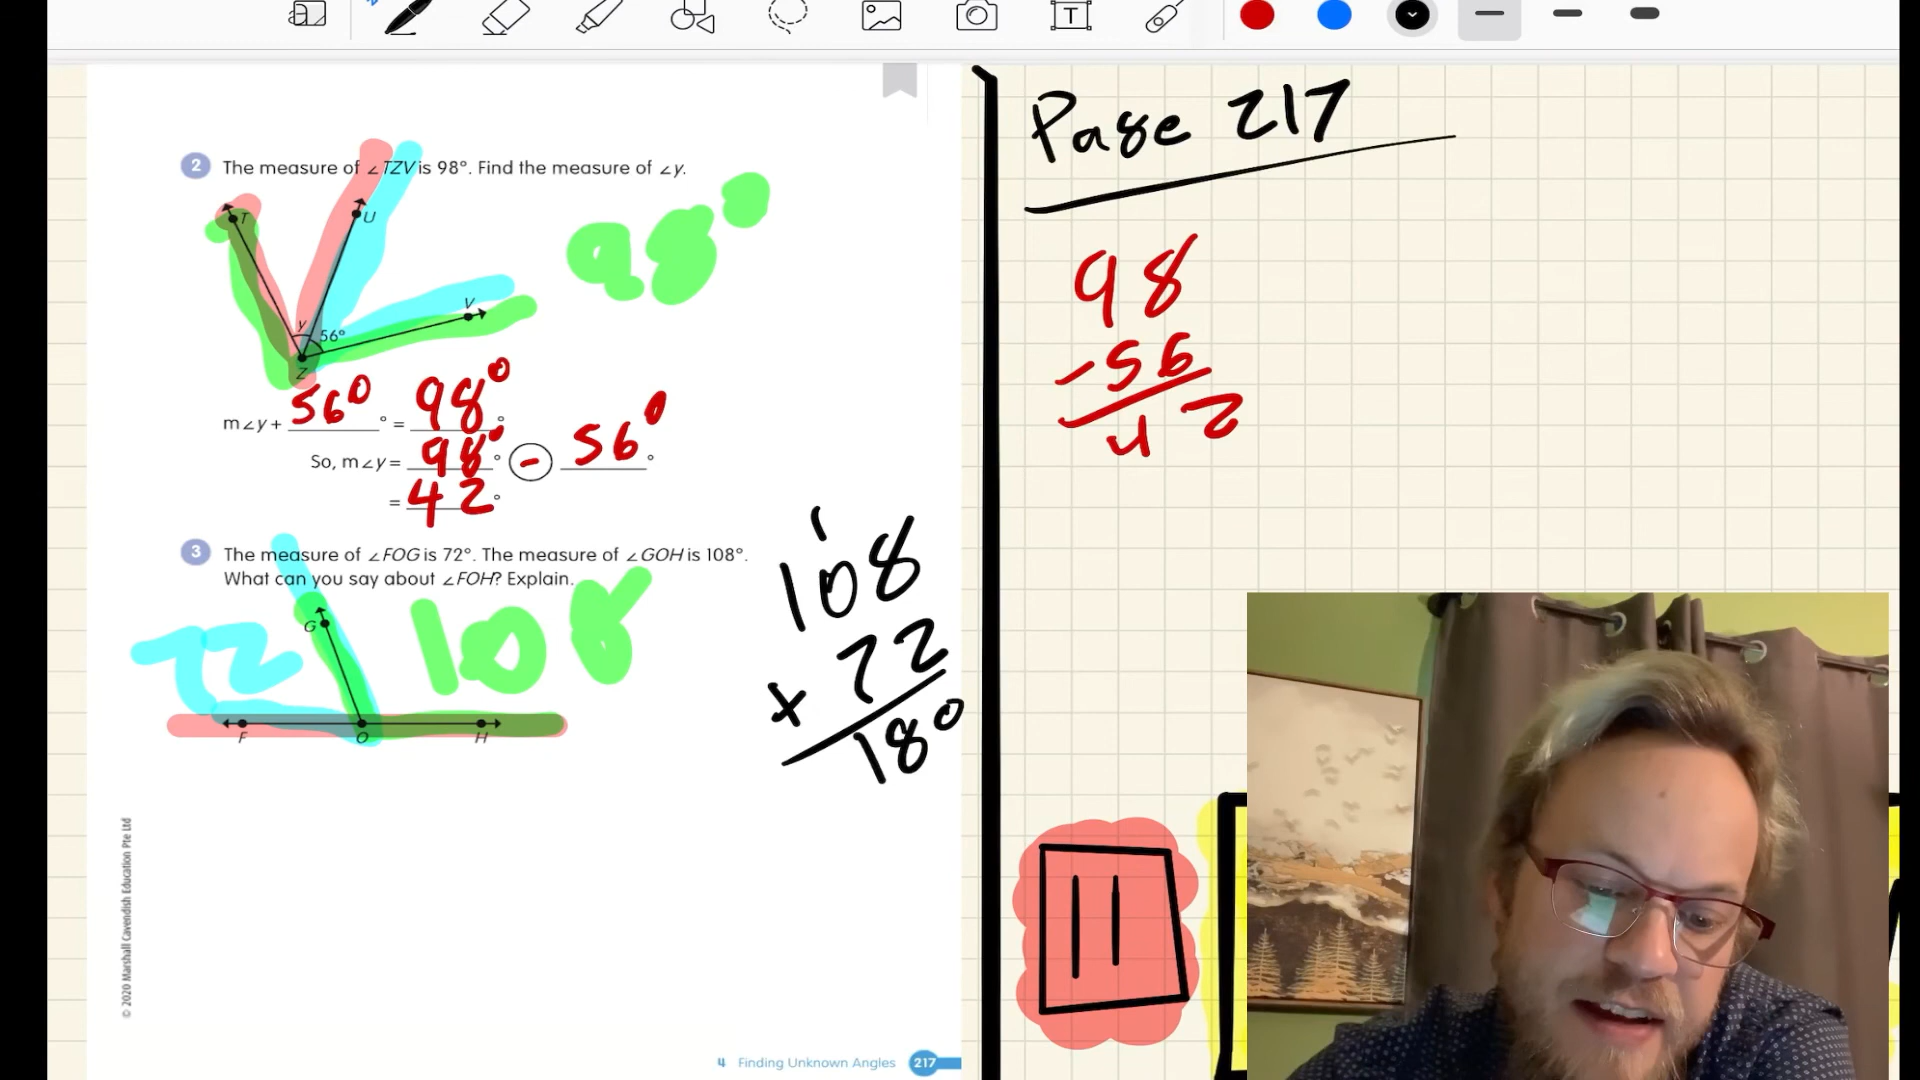 2 The measure of ∠TZV is 98°. Find the measure of ∠y.
T
U
98°
V
y
56°
Z
m∠y + 56° ° = 98° °
So, m∠y = 98° ° - 56° °
= 42 °
3 The measure of ∠FOG is 72°. The measure of ∠GOH is 108°.
What can you say about ∠FOH? Explain.
G
72
108
F
O
H
1
108
+ 72
180
© 2020 Marshall Cavendish Education Pte Ltd
4 Finding Unknown Angles 217
Page 217
98
-56
42
T